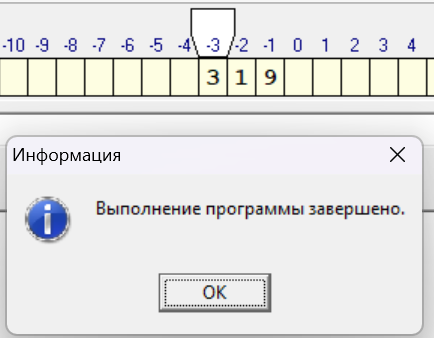 -10 -9 -8 -7 -6 -5 -4 -3 -2 -1 0 1 2 3 4
3 1 9
Информация
Выполнение программы завершено.
OK